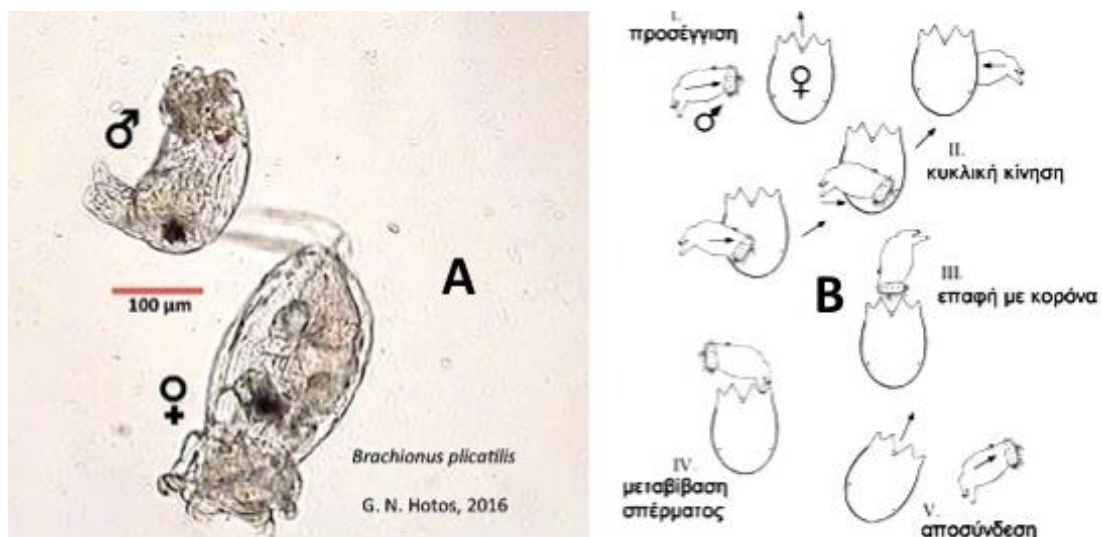 ♂
A
100 μm
♀
Brachionus plicatilis
G. N. Hotos, 2016
I.
προσέγγιση
♀
♂
II.
κυκλική κίνηση
B
III.
επαφή με κορόνα
IV.
μεταβίβαση
σπέρματος
V.
αποσύνδεση